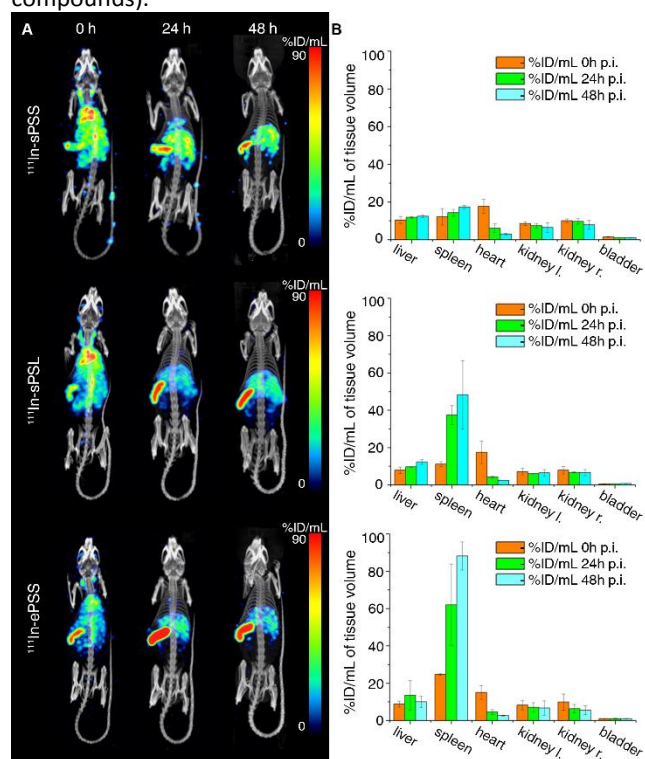 compounds).
A
0 h
24 h
48 h
%ID/mL
90
0
¹¹¹In-sPSS
%ID/mL
90
0
¹¹¹In-sPSL
%ID/mL
90
0
¹¹¹In-ePSS
B
%ID/mL of tissue volume
100
80
60
40
20
0
%ID/mL 0h p.i.
%ID/mL 24h p.i.
%ID/mL 48h p.i.
liver
spleen
heart
kidney l.
kidney r.
bladder
%ID/mL of tissue volume
100
80
60
40
20
0
%ID/mL 0h p.i.
%ID/mL 24h p.i.
%ID/mL 48h p.i.
liver
spleen
heart
kidney l.
kidney r.
bladder
%ID/mL of tissue volume
100
80
60
40
20
0
%ID/mL 0h p.i.
%ID/mL 24h p.i.
%ID/mL 48h p.i.
liver
spleen
heart
kidney l.
kidney r.
bladder